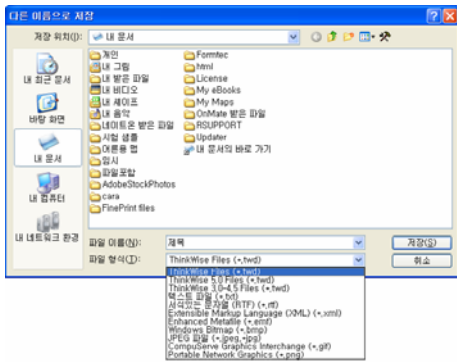 다른 이름으로 저장
저장 위치(I):
내 문서
내 최근 문서
바탕 화면
내 문서
내 컴퓨터
내 네트워크 환경
개인
내 그림
내 받은 파일
내 비디오
내 셰이프
내 음악
네이트온 받은 파일
시험 샘플
어른용 맵
임시
파일포함
AdobeStockPhotos
cara
FinePrint files
Formtec
html
License
My eBooks
My Maps
OnMate 받은 파일
RSUPPORT
Updater
내 문서의 바로 가기
파일 이름(N):
제목
저장(S)
파일 형식(T):
ThinkWise Files (*.twd)
취소
ThinkWise Files (*.twd)
ThinkWise 5.0 Files (*.twd)
ThinkWise 3.0-4.5 Files (*.twd)
텍스트 파일 (*.txt)
서식있는 문자열 (RTF) (*.rtf)
Extensible Markup Language (XML) (*.xml)
Enhanced Metafile (*.emf)
Windows Bitmap (*.bmp)
JPEG 파일 (*.jpeg,*.jpg)
CompuServe Graphics Interchange (*.gif)
Portable Network Graphics (*.png)